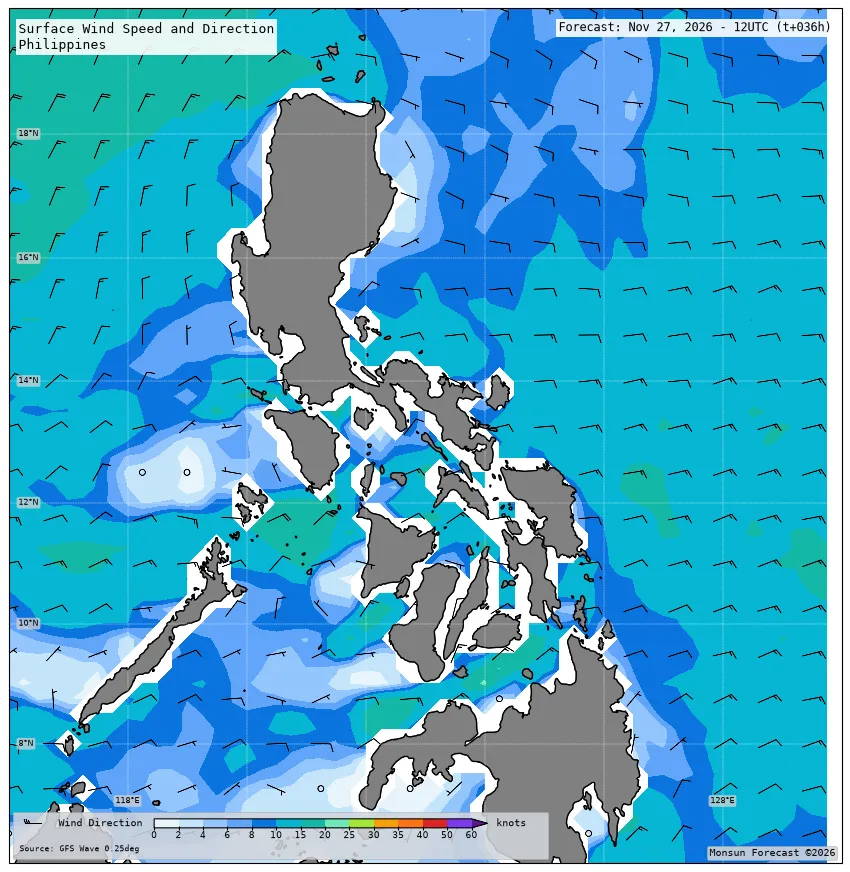 Surface Wind Speed and Direction
Philippines
Forecast: Nov 27, 2026 - 12UTC (t+036h)
18°N
16°N
14°N
12°N
10°N
8°N
118°E
128°E
Wind Direction
0 2 4 6 8 10 15 20 25 30 35 40 50 60
knots
Source: GFS Wave 0.25deg
Monsun Forecast ©2026